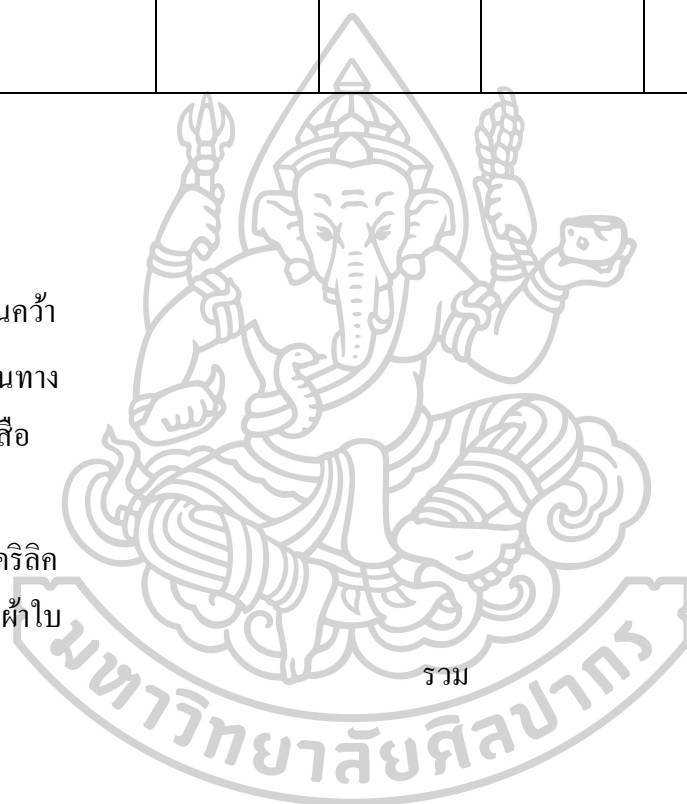 นคว้า
นทาง
สือ
คริลิค
ผ้าใบ
รวม
มหาวิทยาลัยศิลปากร